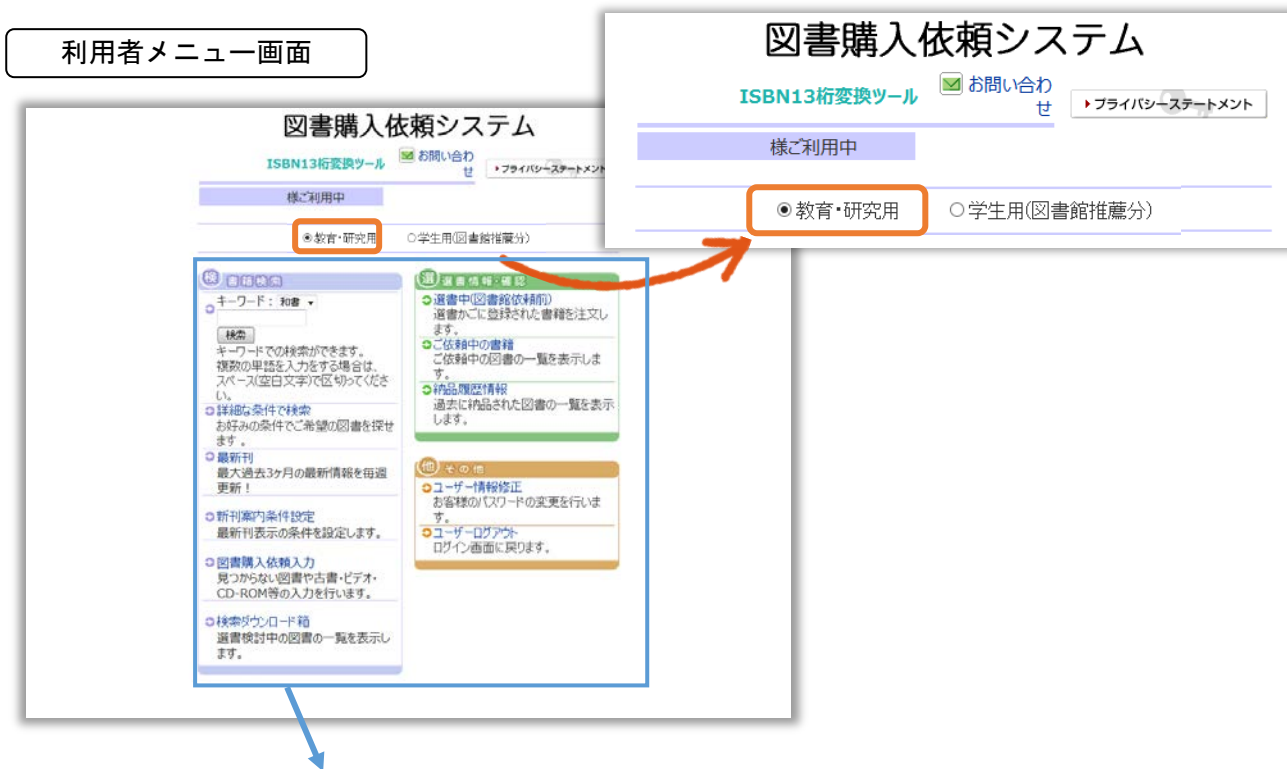 利用者メニュー画面
図書購入依頼システム
ISBN13桁変換ツール
お問い合わ
せ
プライバシーステートメント
様ご利用中
◉教育・研究用
○学生用(図書館推薦分)
図書購入依頼システム
ISBN13桁変換ツール
お問い合わ
せ
プライバシーステートメント
様ご利用中
◉教育・研究用
○学生用(図書館推薦分)
検 書籍検索
キーワード： 和書
検索
キーワードでの検索ができます。
複数の単語を入力をする場合は、
スペース(空白文字)で区切ってくださ
い。
詳細な条件で検索
お好みの条件でご希望の図書を探せ
ます 。
最新刊
最大過去3ヶ月の最新情報を毎週
更新！
新刊案内条件設定
最新刊表示の条件を設定します。
図書購入依頼入力
見つからない図書や古書・ビデオ・
CD-ROM等の入力を行います。
検索ダウンロード箱
選書検討中の図書の一覧を表示し
ます。
選 選書情報・確認
選書中(図書館依頼前)
選書かごに登録された書籍を注文し
ます。
ご依頼中の書籍
ご依頼中の図書の一覧を表示しま
す。
納品履歴情報
過去に納品された図書の一覧を表示
します。
他 その他
ユーザー情報修正
お客様のパスワードの変更を行いま
す。
ユーザーログアウト
ログイン画面に戻ります。